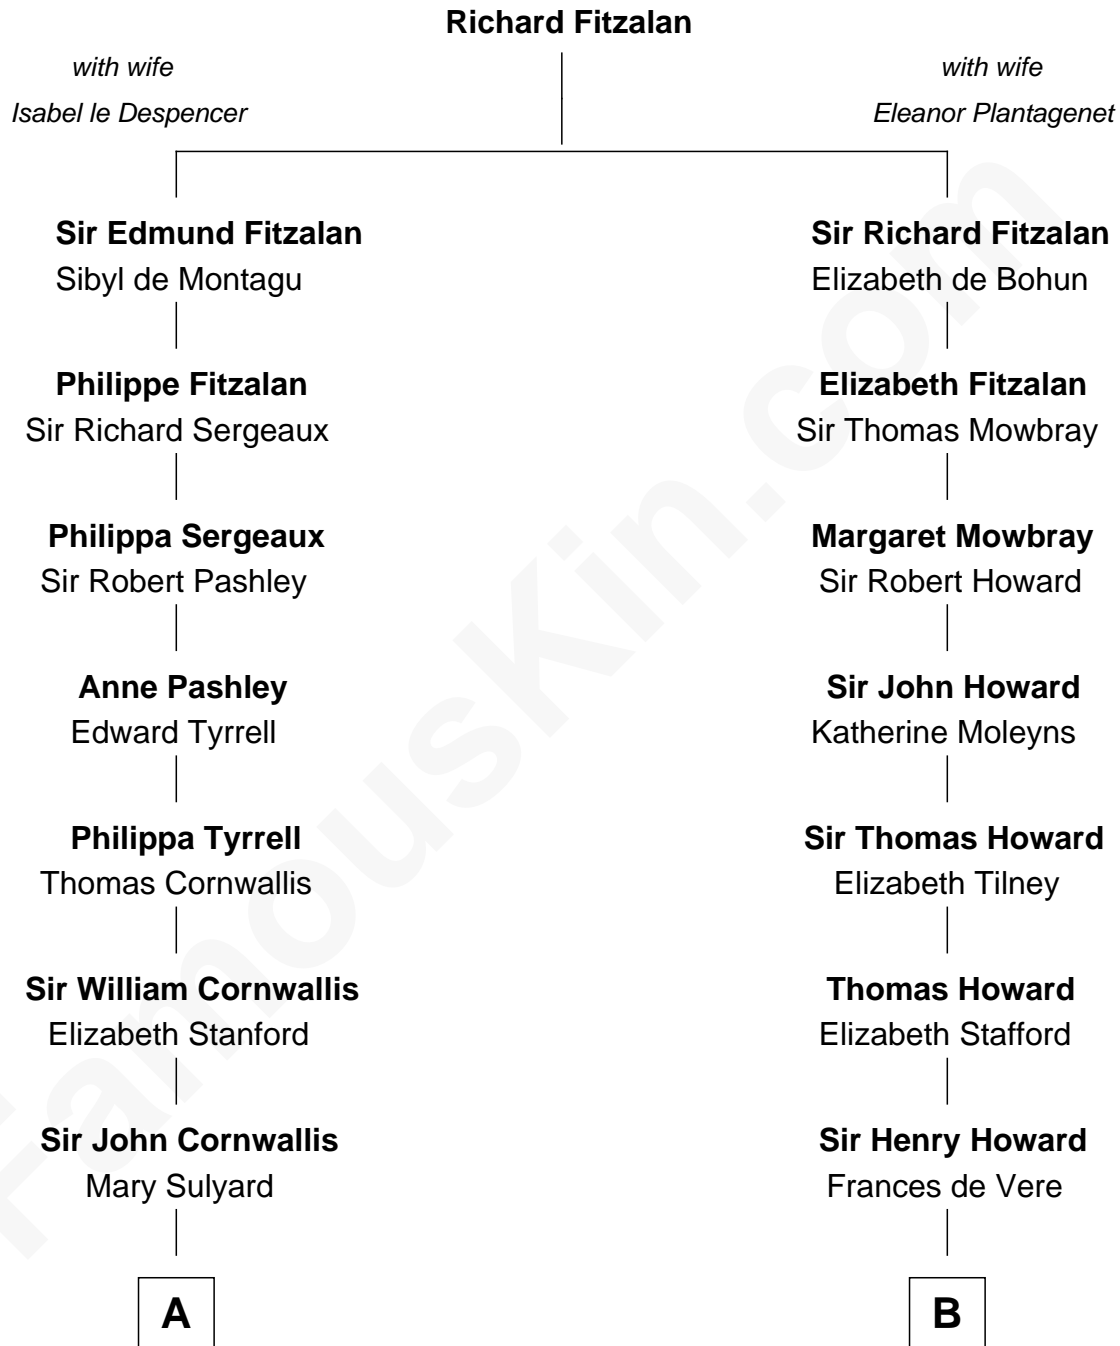 Richard Fitzalan
with wife
Isabel le Despencer
with wife
Eleanor Plantagenet
Sir Edmund Fitzalan
Sibyl de Montagu
Sir Richard Fitzalan
Elizabeth de Bohun
Philippe Fitzalan
Sir Richard Sergeaux
Elizabeth Fitzalan
Sir Thomas Mowbray
Philippa Sergeaux
Sir Robert Pashley
Margaret Mowbray
Sir Robert Howard
Anne Pashley
Edward Tyrrell
Sir John Howard
Katherine Moleyns
Philippa Tyrrell
Thomas Cornwallis
Sir Thomas Howard
Elizabeth Tilney
Sir William Cornwallis
Elizabeth Stanford
Thomas Howard
Elizabeth Stafford
Sir John Cornwallis
Mary Sulyard
Sir Henry Howard
Frances de Vere
A
B
FamousKin.com